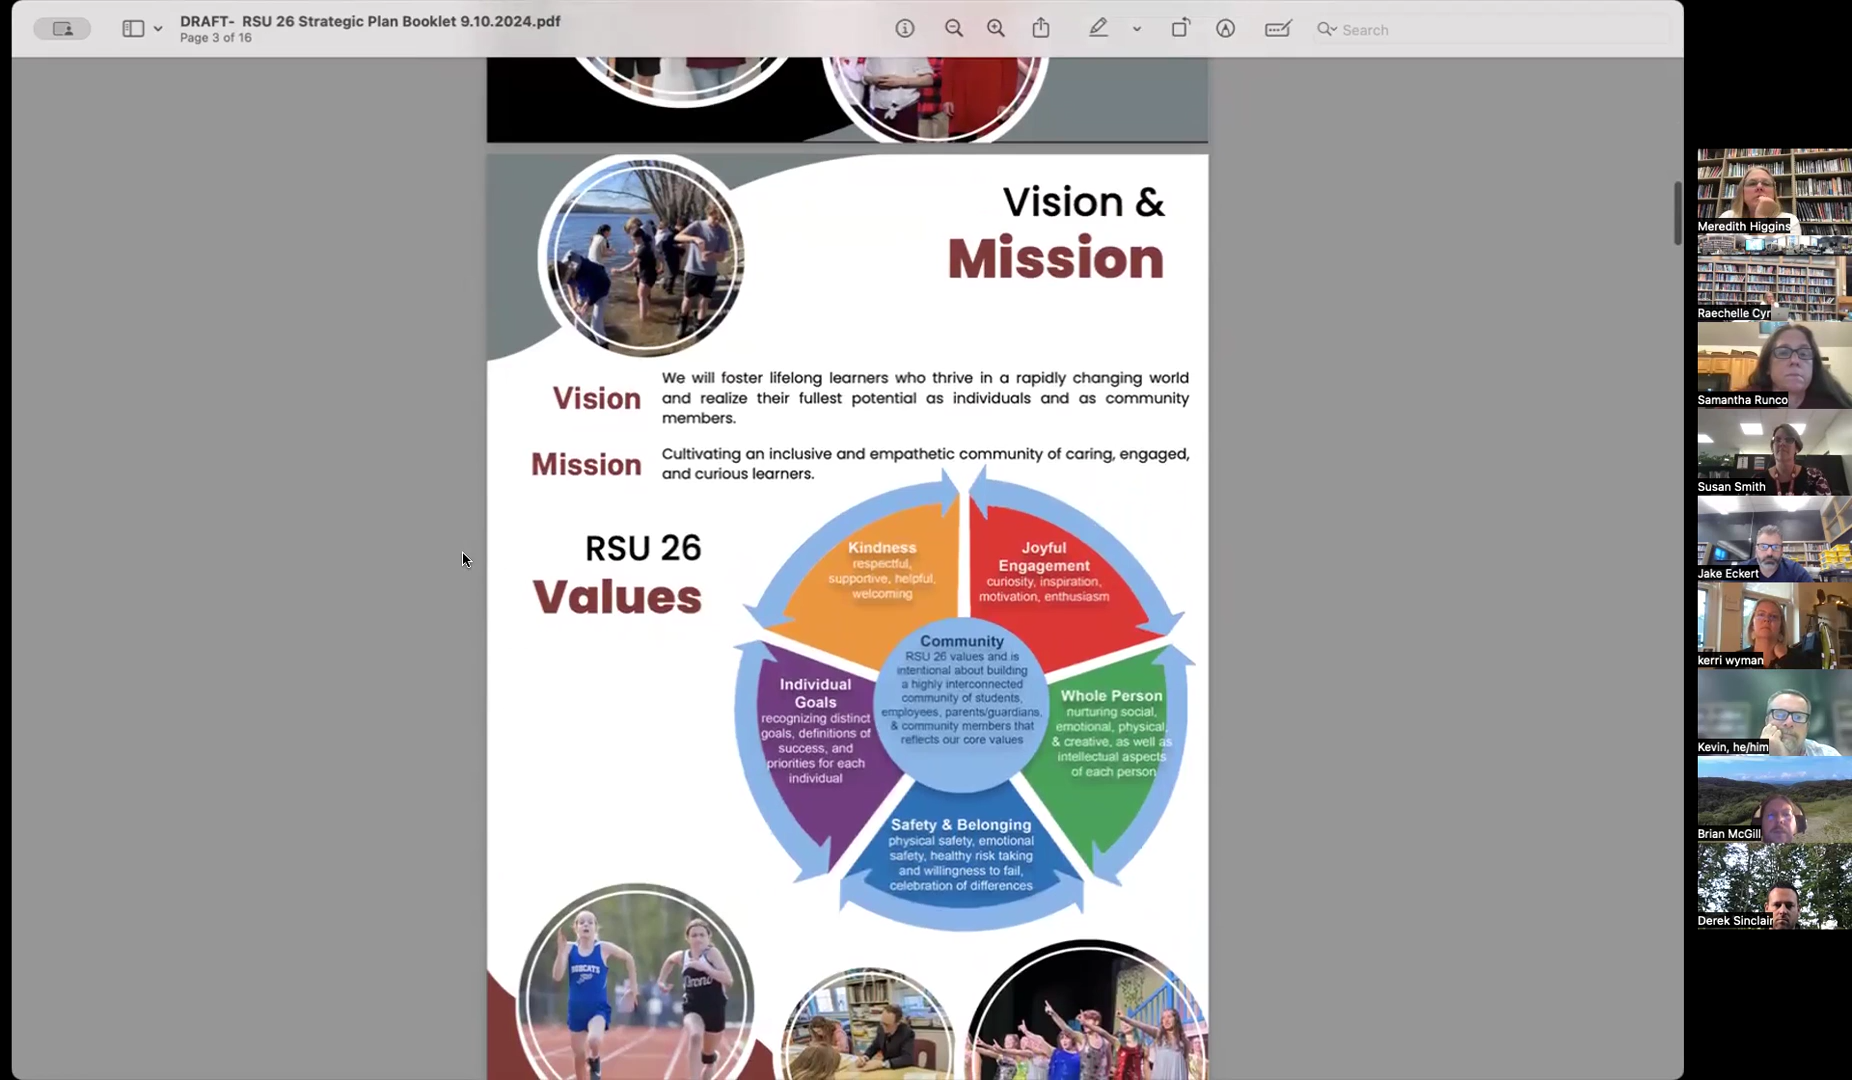 DRAFT- RSU 26 Strategic Plan Booklet 9.10.2024.pdf
Page 3 of 16
Search
Vision &
Mission
Vision
We will foster lifelong learners who thrive in a rapidly changing world
and realize their fullest potential as individuals and as community
members.
Mission
Cultivating an inclusive and empathetic community of caring, engaged,
and curious learners.
RSU 26
Values
Kindness
respectful,
supportive, helpful,
welcoming
Joyful
Engagement
curiosity, inspiration,
motivation, enthusiasm
Community
RSU 26 values and is
intentional about building
a highly interconnected
community of students,
employees, parents/guardians,
& community members that
reflects our core values
Individual
Goals
recognizing distinct
goals, definitions of
success, and
priorities for each
individual
Whole Person
nurturing social,
emotional, physical,
& creative, as well as
intellectual aspects
of each person
Safety & Belonging
physical safety, emotional
safety, healthy risk taking
and willingness to fail,
celebration of differences
BOBCATS
Meredith Higgins
Raechelle Cyr
Samantha Runco
Susan Smith
Jake Eckert
kerri wyman
Kevin, he/him
Brian McGill
Derek Sinclair